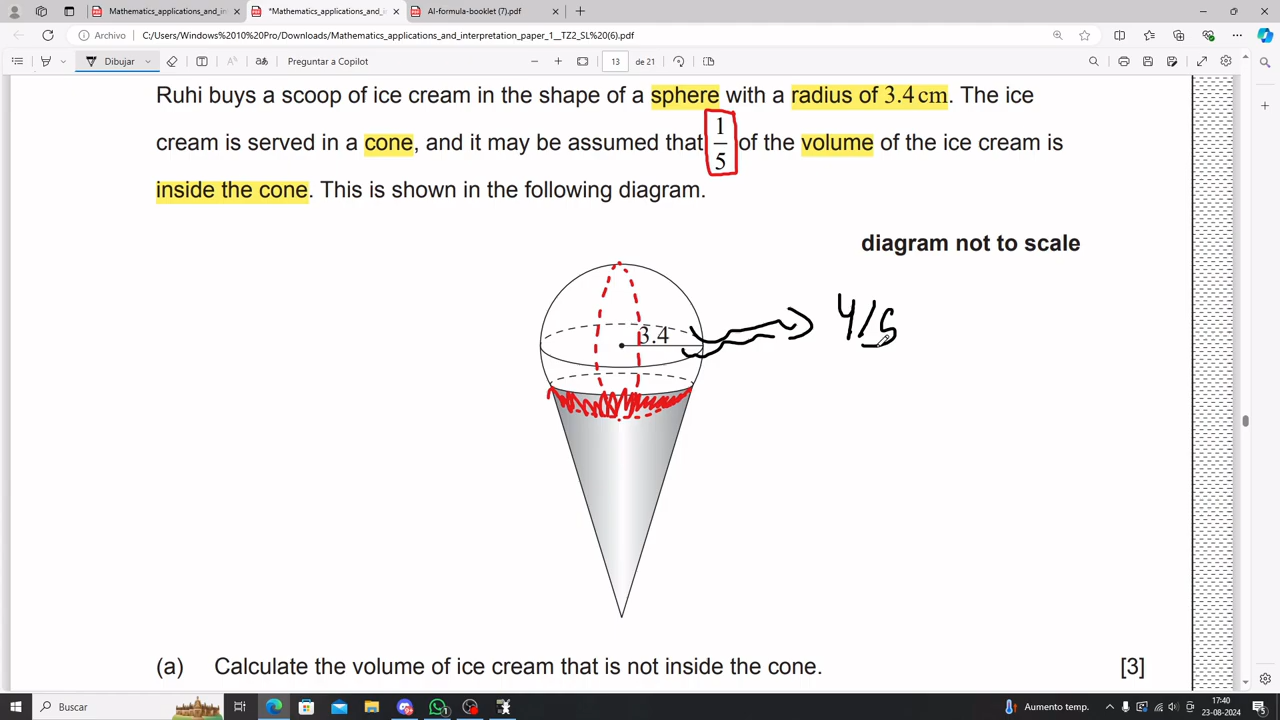 Mathematics_applications_and_in
*Mathematics_applications_and_in
AI-formula-booklet (7).pdf
Archivo
C:/Users/Windows%2010%20Pro/Downloads/Mathematics_applications_and_interpretation_paper_1__TZ2_SL%20(6).pdf
Dibujar
Preguntar a Copilot
13
de 21
Ruhi buys a scoop of ice cream in the shape of a sphere with a radius of 3.4 cm. The ice
cream is served in a cone, and it may be assumed that 1/5 of the volume of the ice cream is
inside the cone. This is shown in the following diagram.
diagram not to scale
4/5
3.4
(a) Calculate the volume of ice cream that is not inside the cone. [3]
Buscar
Aumento temp.
17:40
23-08-2024